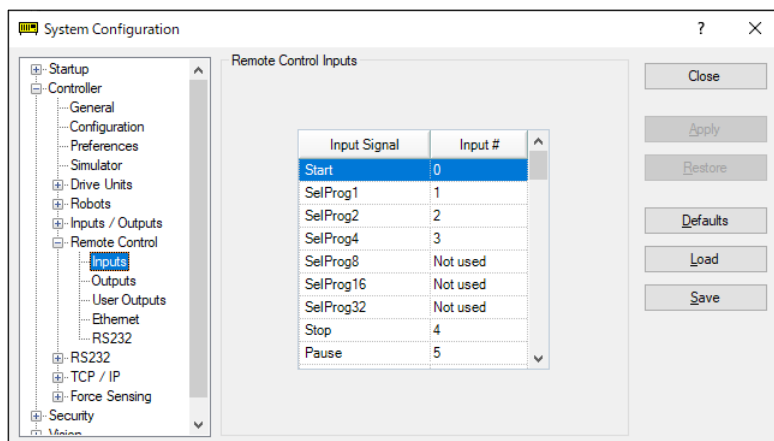 System Configuration
? ×
Startup
Controller
General
Configuration
Preferences
Simulator
Drive Units
Robots
Inputs / Outputs
Remote Control
Inputs
Outputs
User Outputs
Ethernet
RS232
RS232
TCP / IP
Force Sensing
Security
Vision
Remote Control Inputs
Input Signal Input #
Start 0
SelProg1 1
SelProg2 2
SelProg4 3
SelProg8 Not used
SelProg16 Not used
SelProg32 Not used
Stop 4
Pause 5
Close
Apply
Restore
Defaults
Load
Save